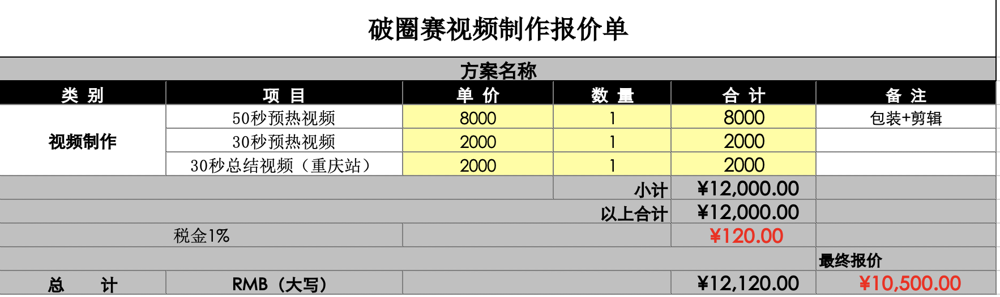 破圈赛视频制作报价单
方案名称
类 别 项 目 单 价 数 量 合 计 备 注
视频制作 50秒预热视频 8000 1 8000 包装+剪辑
30秒预热视频 2000 1 2000
30秒总结视频（重庆站） 2000 1 2000
小计 ¥12,000.00
以上合计 ¥12,000.00
税金1% ¥120.00
最终报价
总 计 RMB（大写） ¥12,120.00 ¥10,500.00